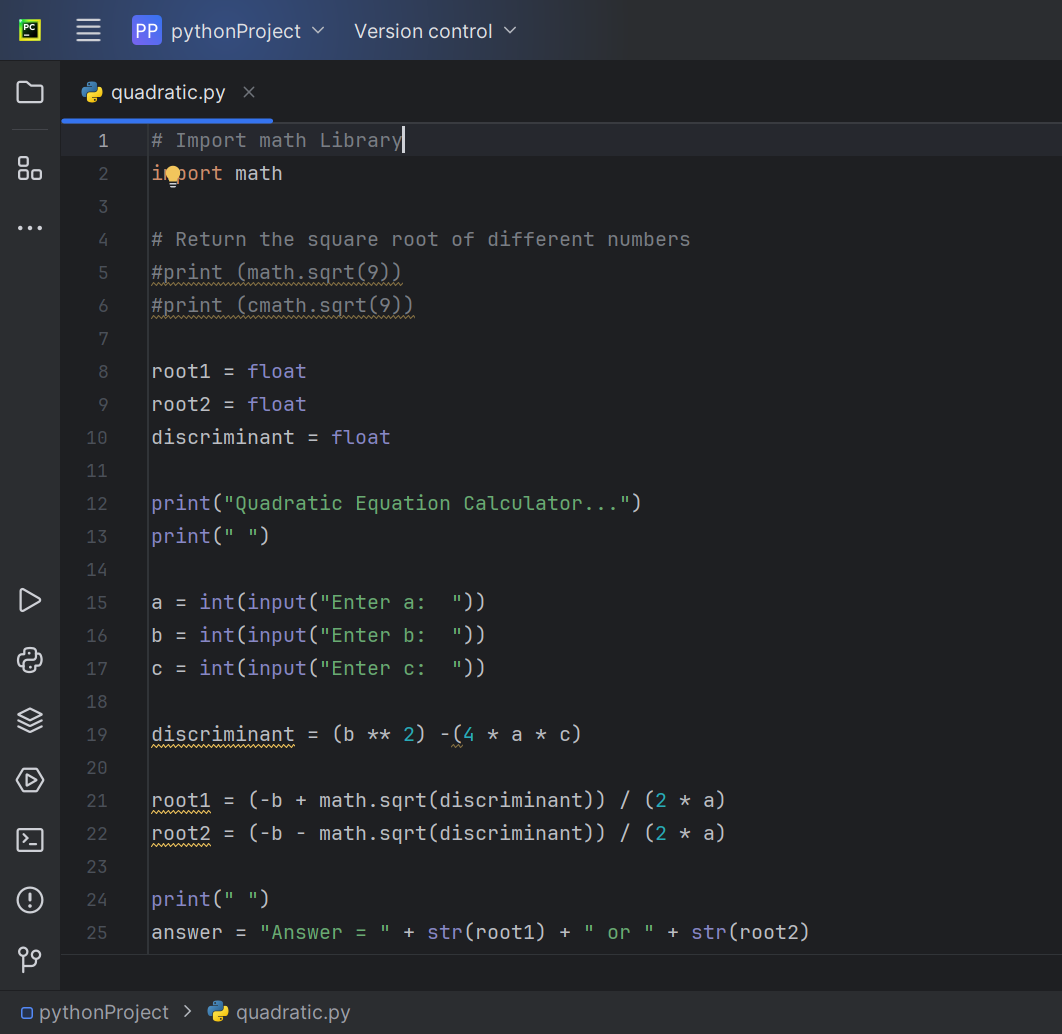 PC
PP pythonProject Version control
quadratic.py
1 # Import math Library
2 import math
3
4 # Return the square root of different numbers
5 #print (math.sqrt(9))
6 #print (cmath.sqrt(9))
7
8 root1 = float
9 root2 = float
10 discriminant = float
11
12 print("Quadratic Equation Calculator...")
13 print(" ")
14
15 a = int(input("Enter a:  "))
16 b = int(input("Enter b:  "))
17 c = int(input("Enter c:  "))
18
19 discriminant = (b ** 2) -(4 * a * c)
20
21 root1 = (-b + math.sqrt(discriminant)) / (2 * a)
22 root2 = (-b - math.sqrt(discriminant)) / (2 * a)
23
24 print(" ")
25 answer = "Answer = " + str(root1) + " or " + str(root2)
pythonProject > quadratic.py